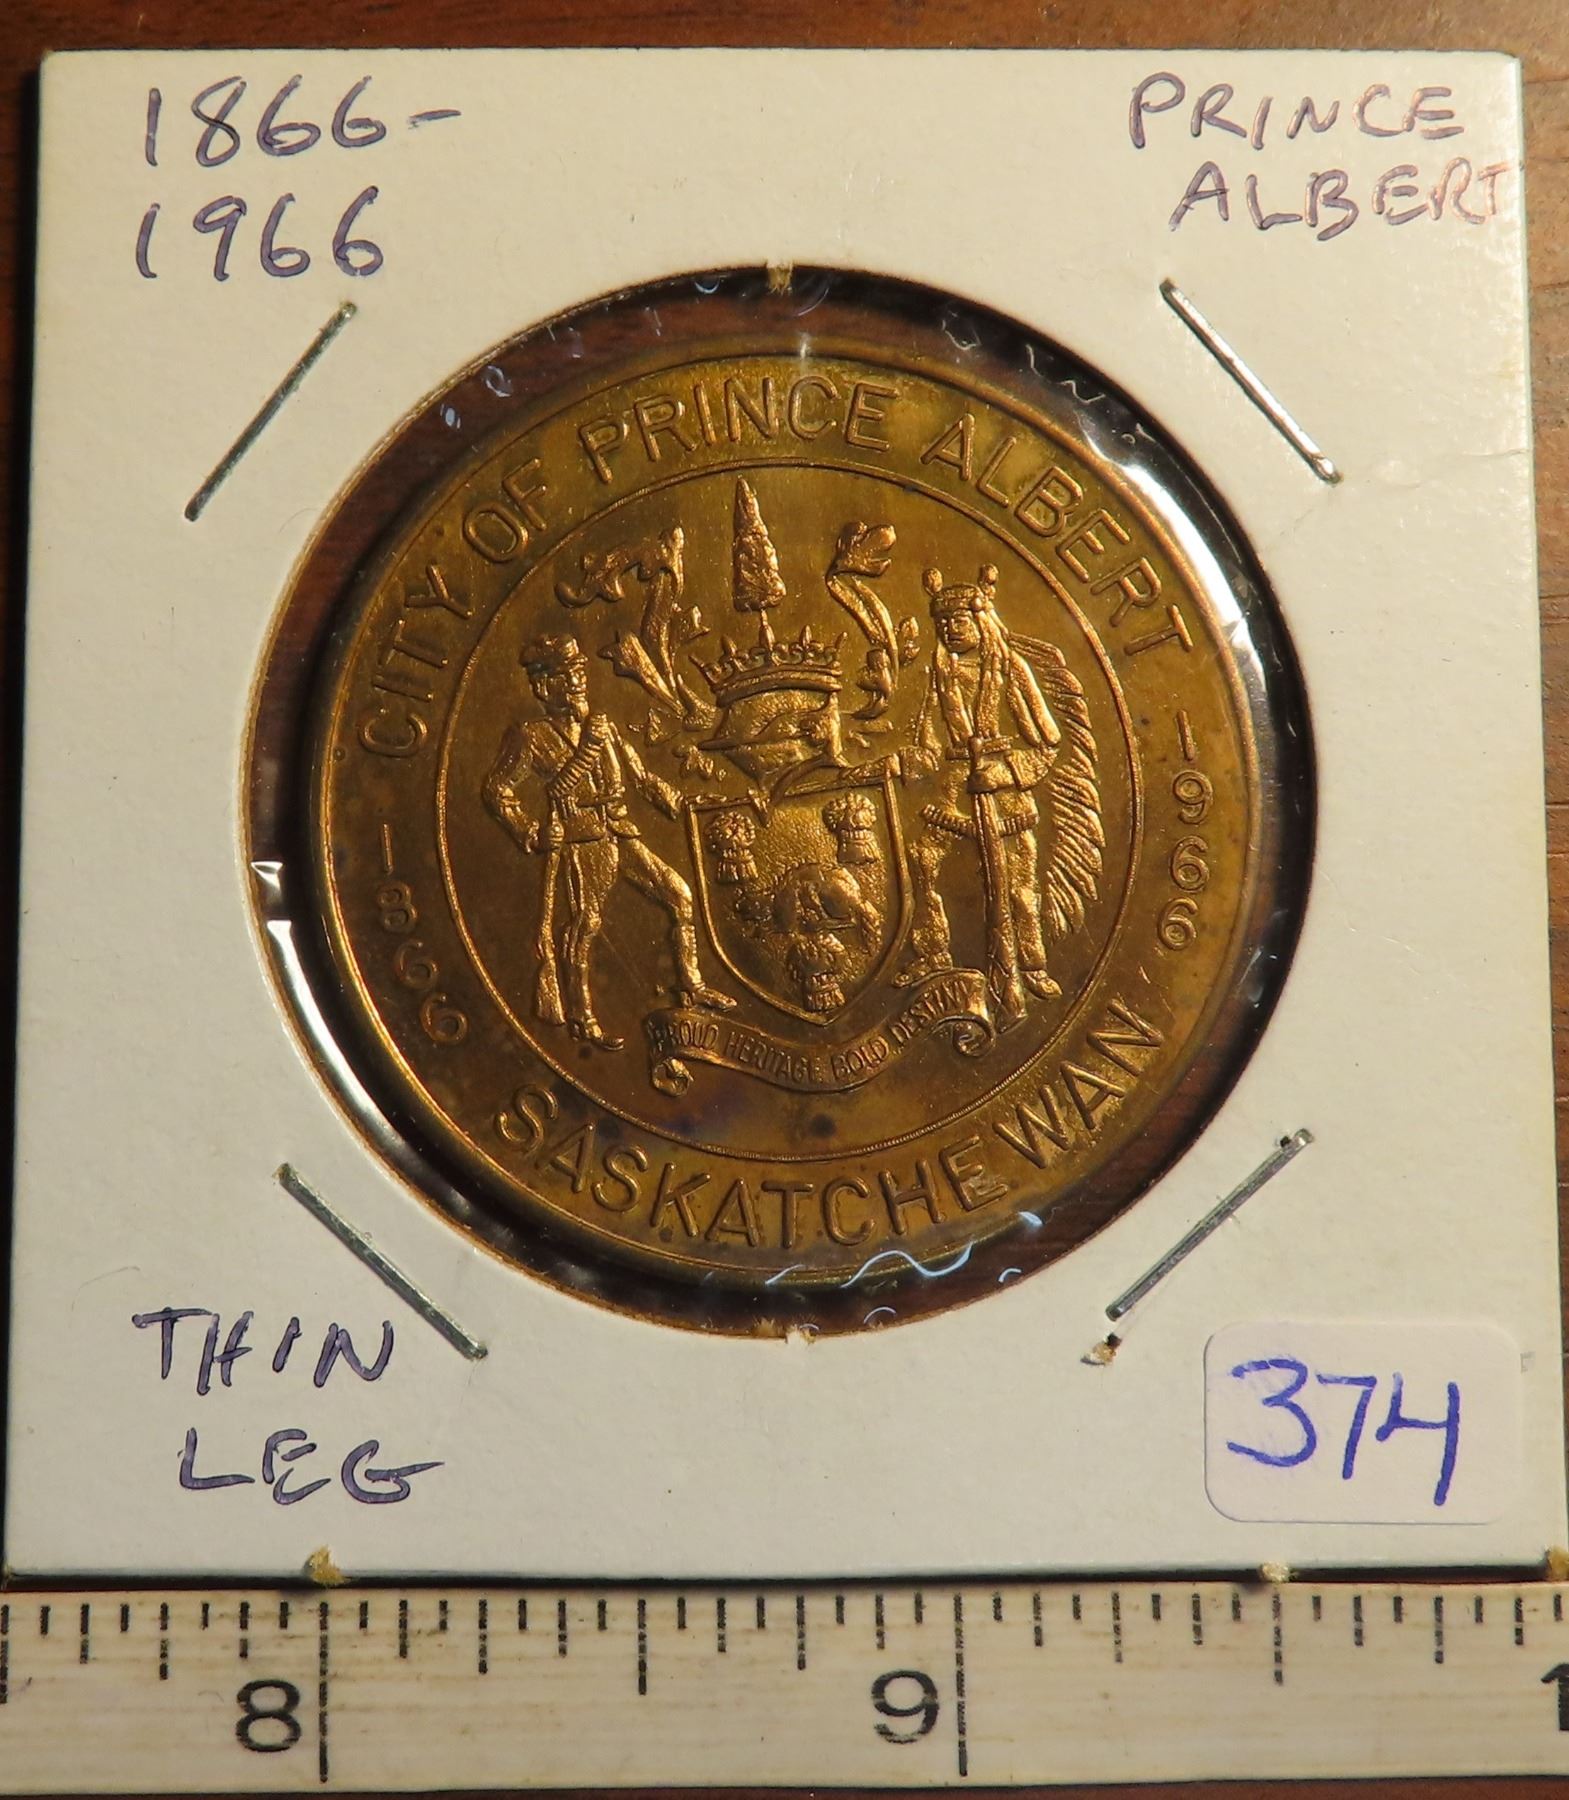 1866-
1966
PRINCE
ALBERT
CITY OF PRINCE ALBERT
1866
1966
PROUD HERITAGE BOLD DESTINY
SASKATCHEWAN
THIN
LEG
374
8
9
1